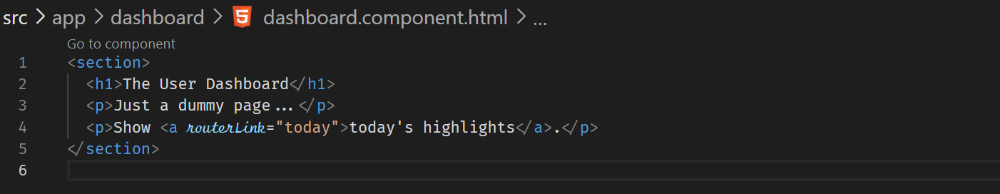 src > app > dashboard > dashboard.component.html > ...
Go to component
1 <section>
2 <h1>The User Dashboard</h1>
3 <p>Just a dummy page...</p>
4 <p>Show <a routerLink="today">today's highlights</a>.</p>
5 </section>
6